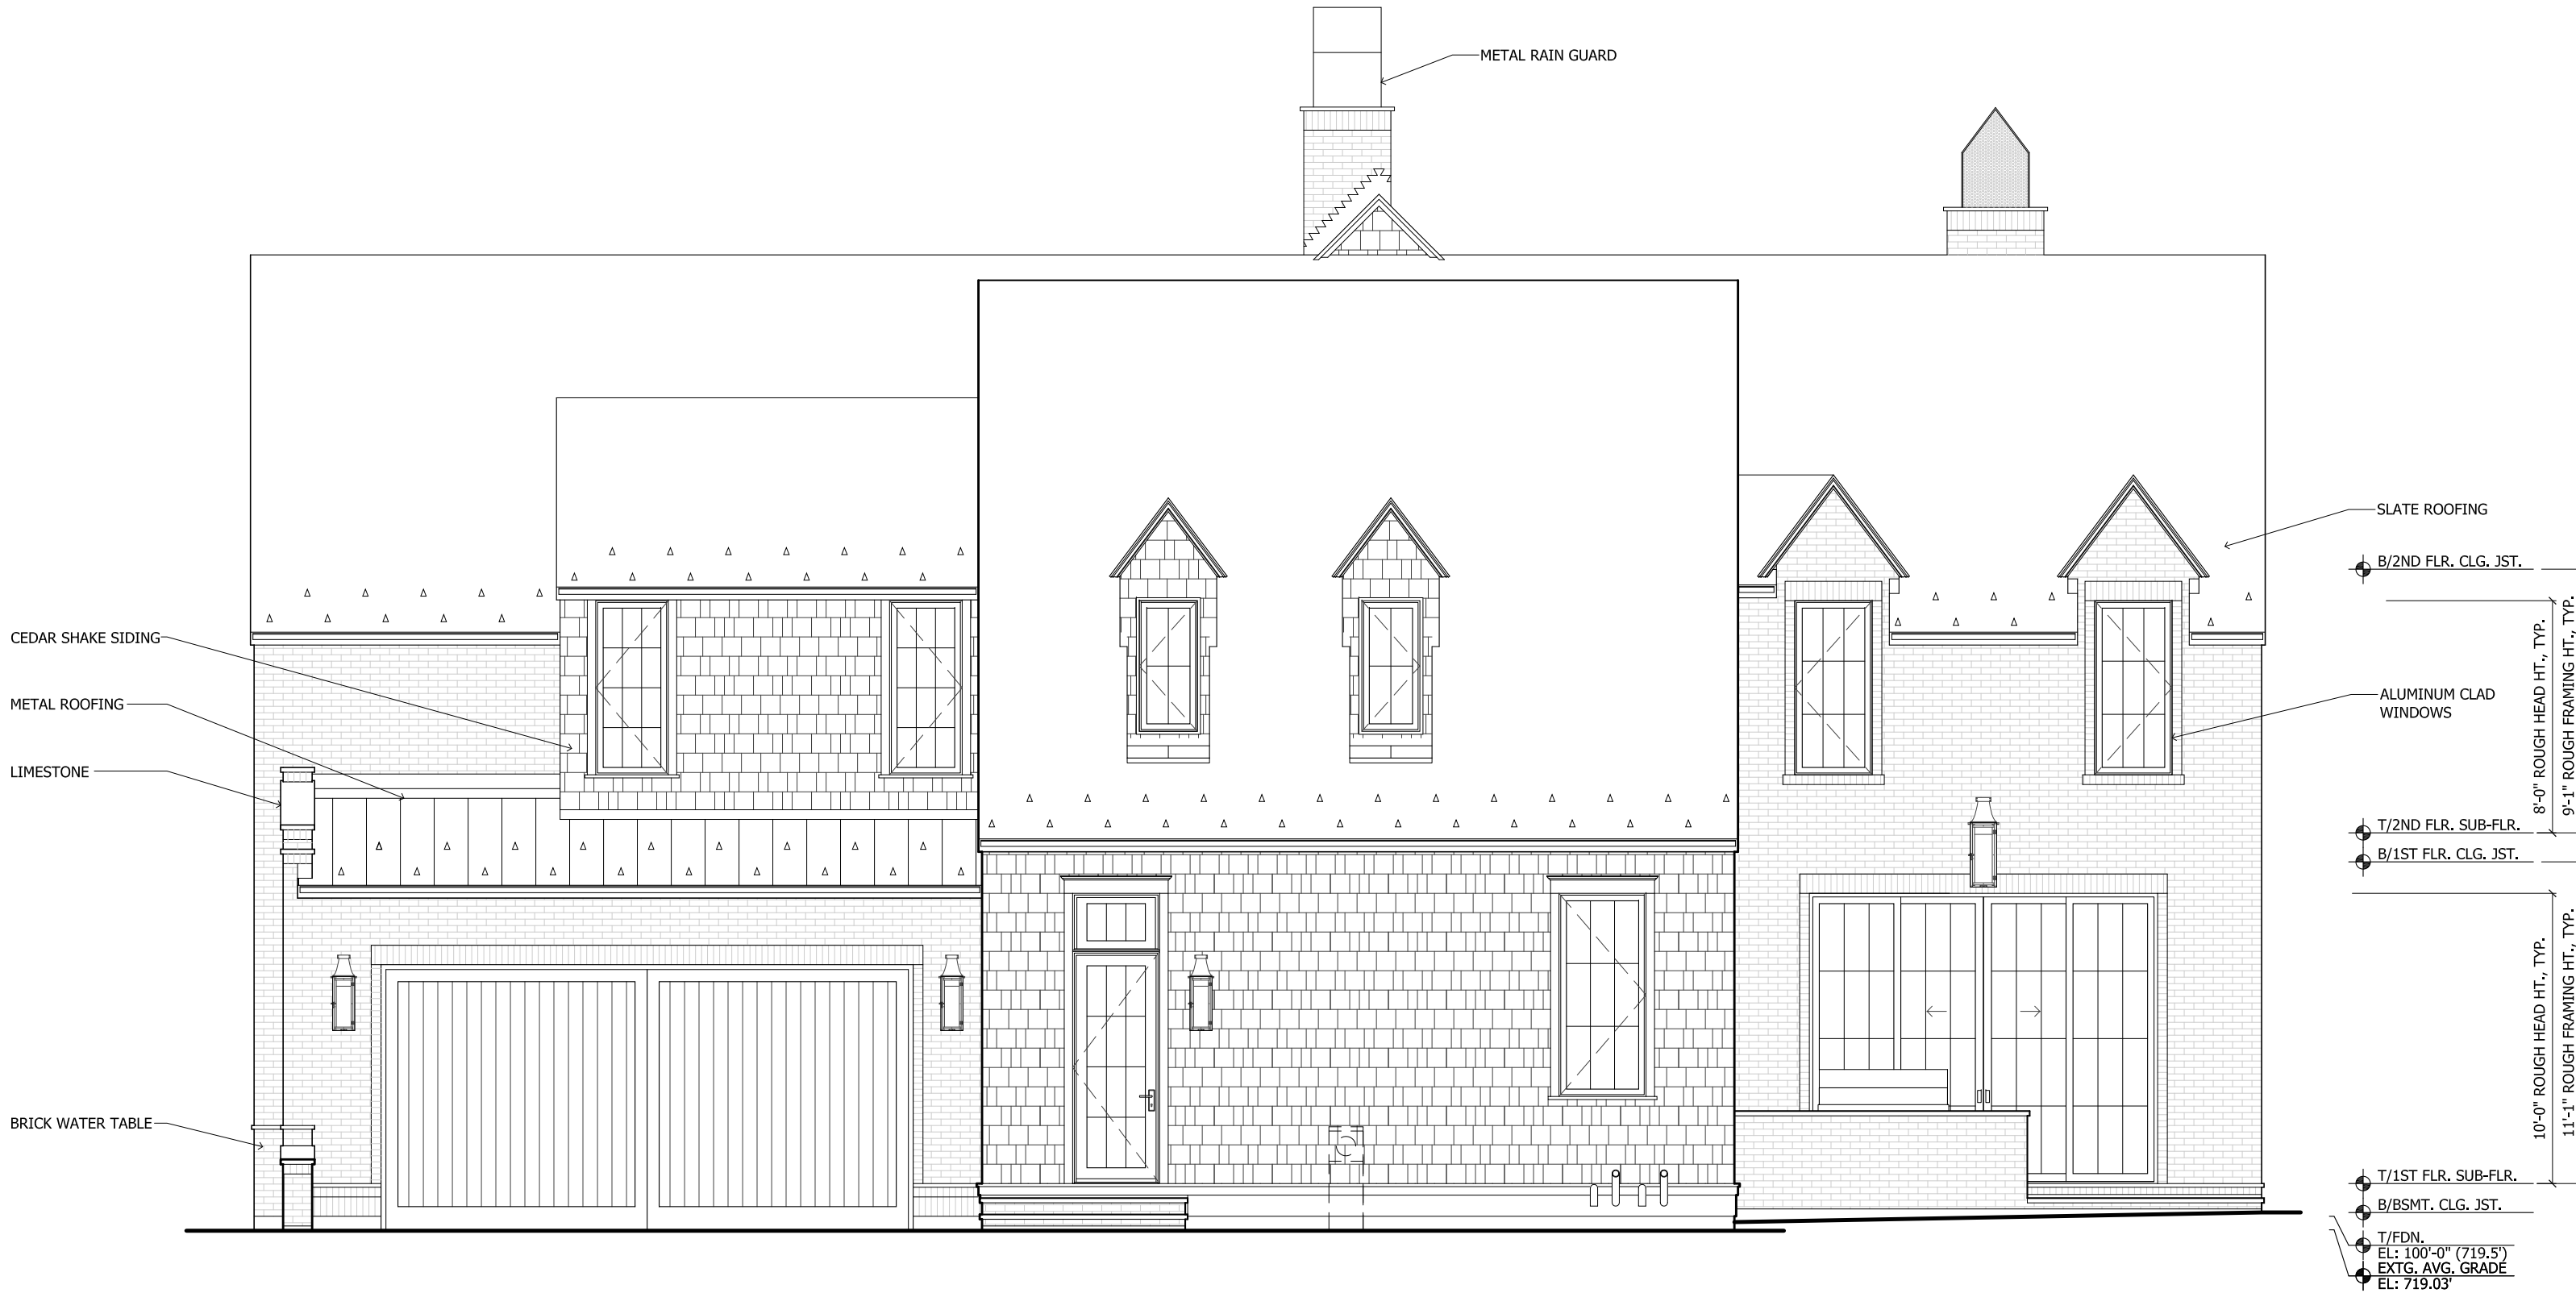 METAL RAIN GUARD
SLATE ROOFING
B/2ND FLR. CLG. JST.
CEDAR SHAKE SIDING
METAL ROOFING
LIMESTONE
ALUMINUM CLAD
WINDOWS
8'-0" ROUGH HEAD HT., TYP.
9'-1" ROUGH FRAMING HT., TYP.
T/2ND FLR. SUB-FLR.
B/1ST FLR. CLG. JST.
BRICK WATER TABLE
10'-0" ROUGH HEAD HT., TYP.
11'-1" ROUGH FRAMING HT., TYP.
T/1ST FLR. SUB-FLR.
B/BSMT. CLG. JST.
T/FDN.
EL: 100'-0" (719.5')
EXTG. AVG. GRADE
EL: 719.03'